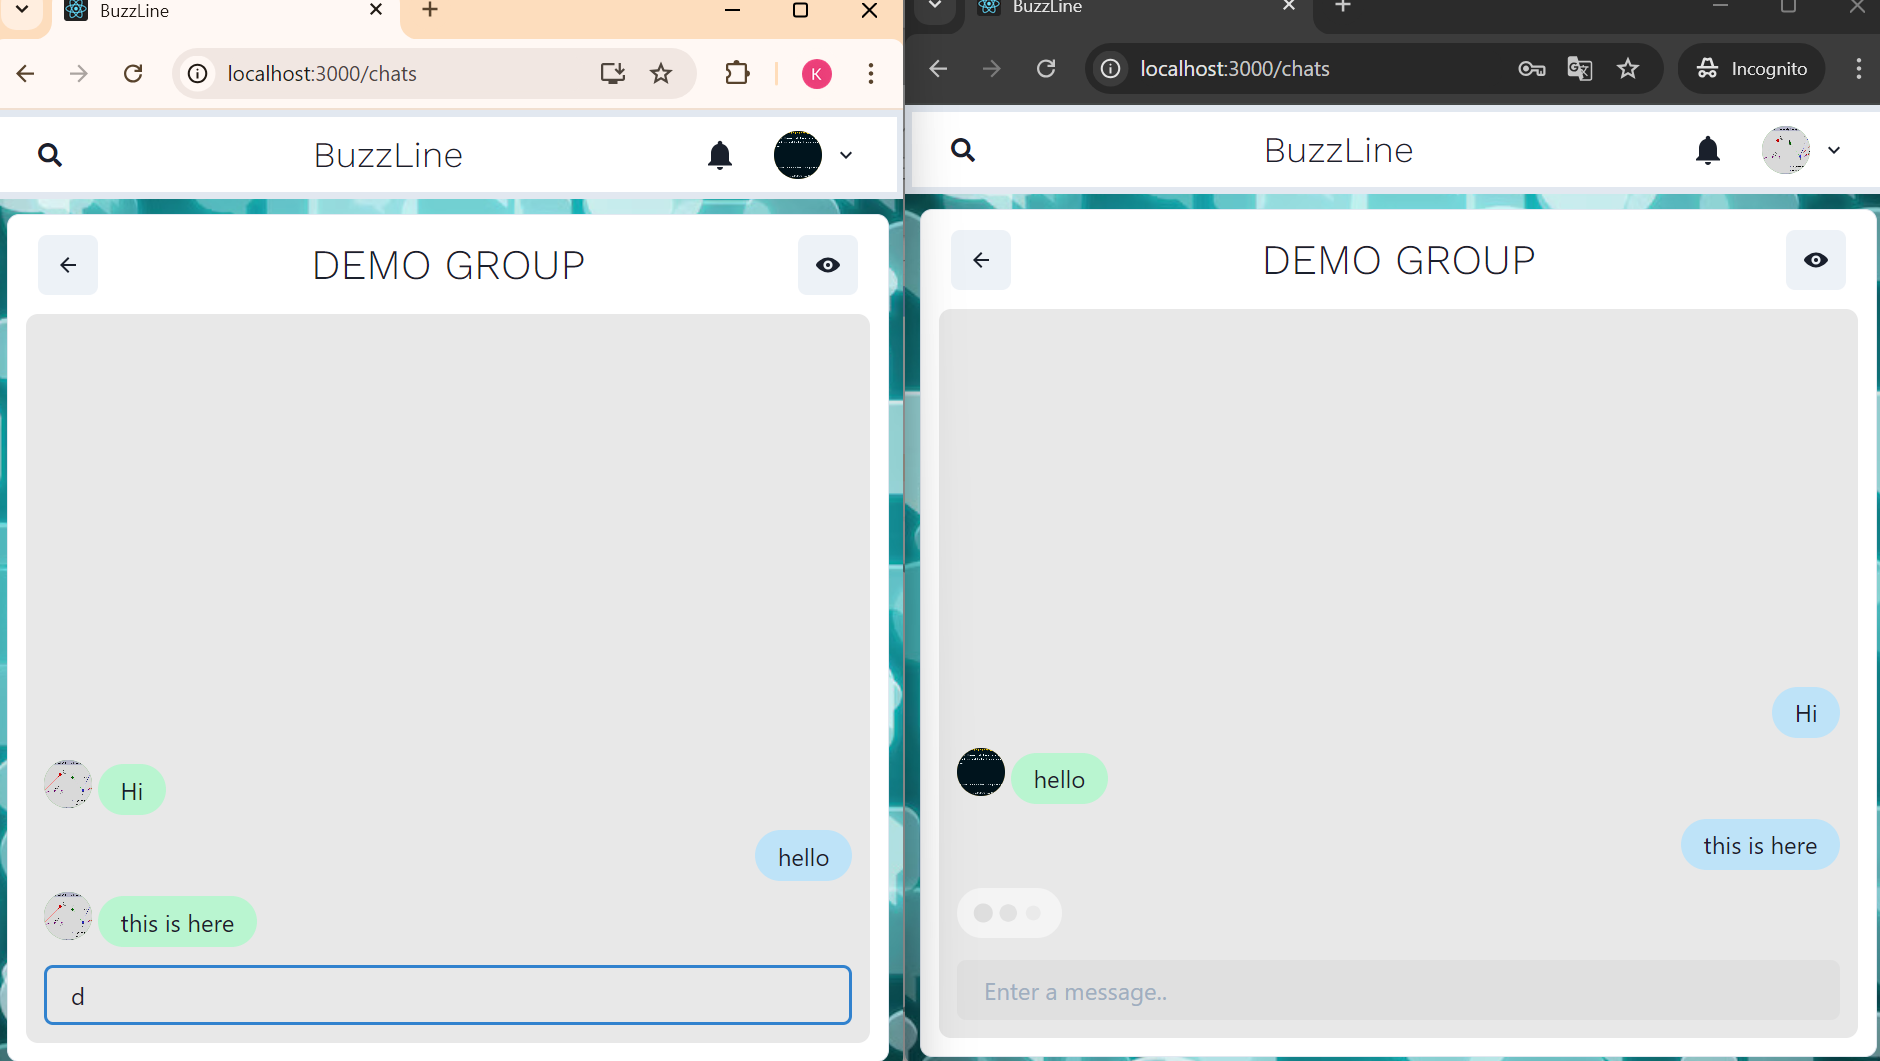 BuzzLine
localhost:3000/chats
K
BuzzLine
DEMO GROUP
Hi
hello
this is here
d
BuzzLine
localhost:3000/chats
Incognito
BuzzLine
DEMO GROUP
Hi
hello
this is here
Enter a message..